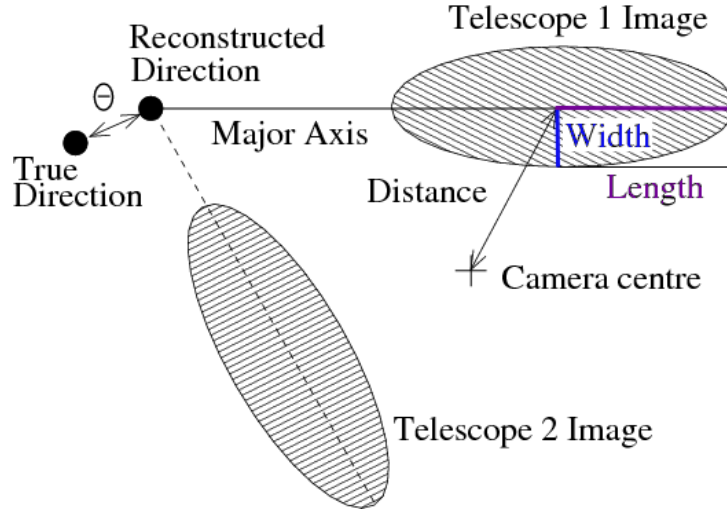 Telescope 1 Image
Reconstructed
Direction
Θ
Major Axis
Width
True
Direction
Distance
Length
Camera centre
Telescope 2 Image